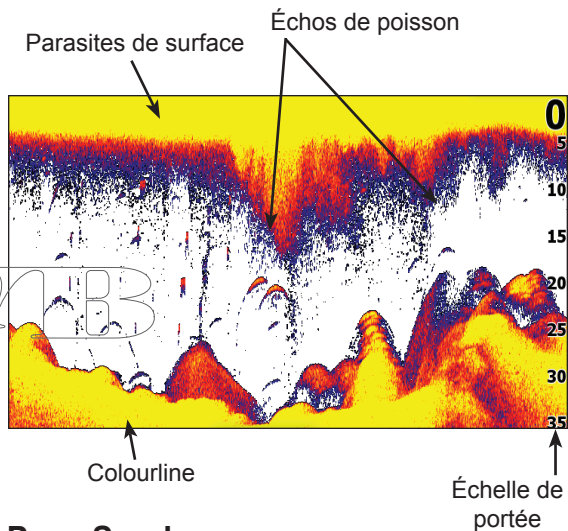 Échos de poisson
Parasites de surface
0
5
10
15
20
25
30
35
Colourline
Échelle de
portée